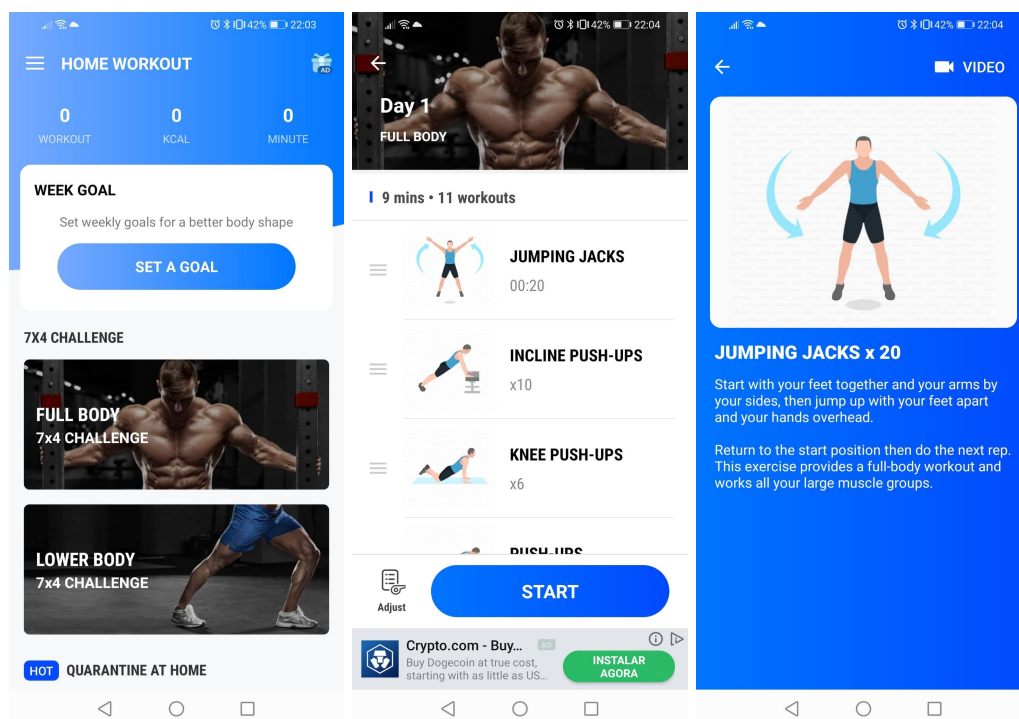 42% 22:03
HOME WORKOUT
AD
0 0 0
WORKOUT KCAL MINUTE
WEEK GOAL
Set weekly goals for a better body shape
SET A GOAL
7X4 CHALLENGE
FULL BODY
7x4 CHALLENGE
LOWER BODY
7x4 CHALLENGE
HOT QUARANTINE AT HOME
42% 22:04
Day 1
FULL BODY
9 mins • 11 workouts
JUMPING JACKS
00:20
INCLINE PUSH-UPS
x10
KNEE PUSH-UPS
x6
PUSH-UPS
Adjust
START
Crypto.com - Buy... AD
Buy Dogecoin at true cost,
starting with as little as US...
INSTALAR
AGORA
42% 22:04
VIDEO
JUMPING JACKS x 20
Start with your feet together and your arms by
your sides, then jump up with your feet apart
and your hands overhead.
Return to the start position then do the next rep.
This exercise provides a full-body workout and
works all your large muscle groups.